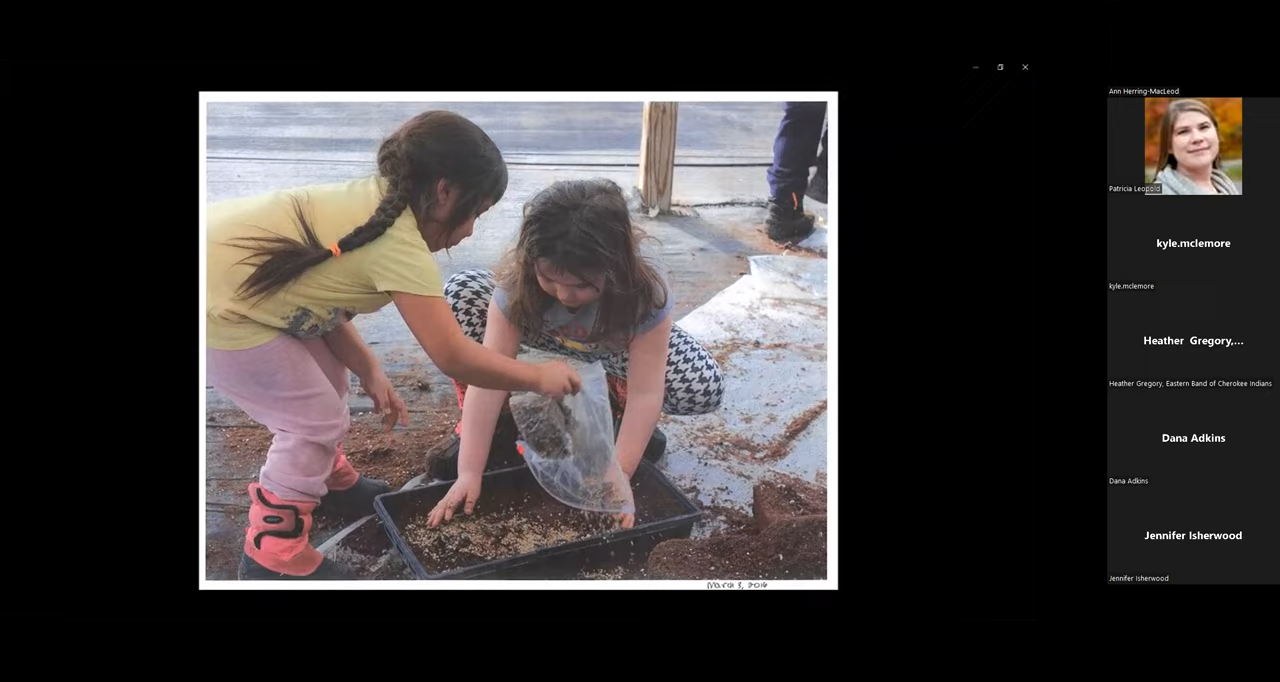 Ann Herring-MacLeod
Patricia Leopold
kyle.mclemore
kyle.mclemore
Heather Gregory,...
Heather Gregory, Eastern Band of Cherokee Indians
Dana Adkins
Dana Adkins
Jennifer Isherwood
Jennifer Isherwood
March 3, 2016